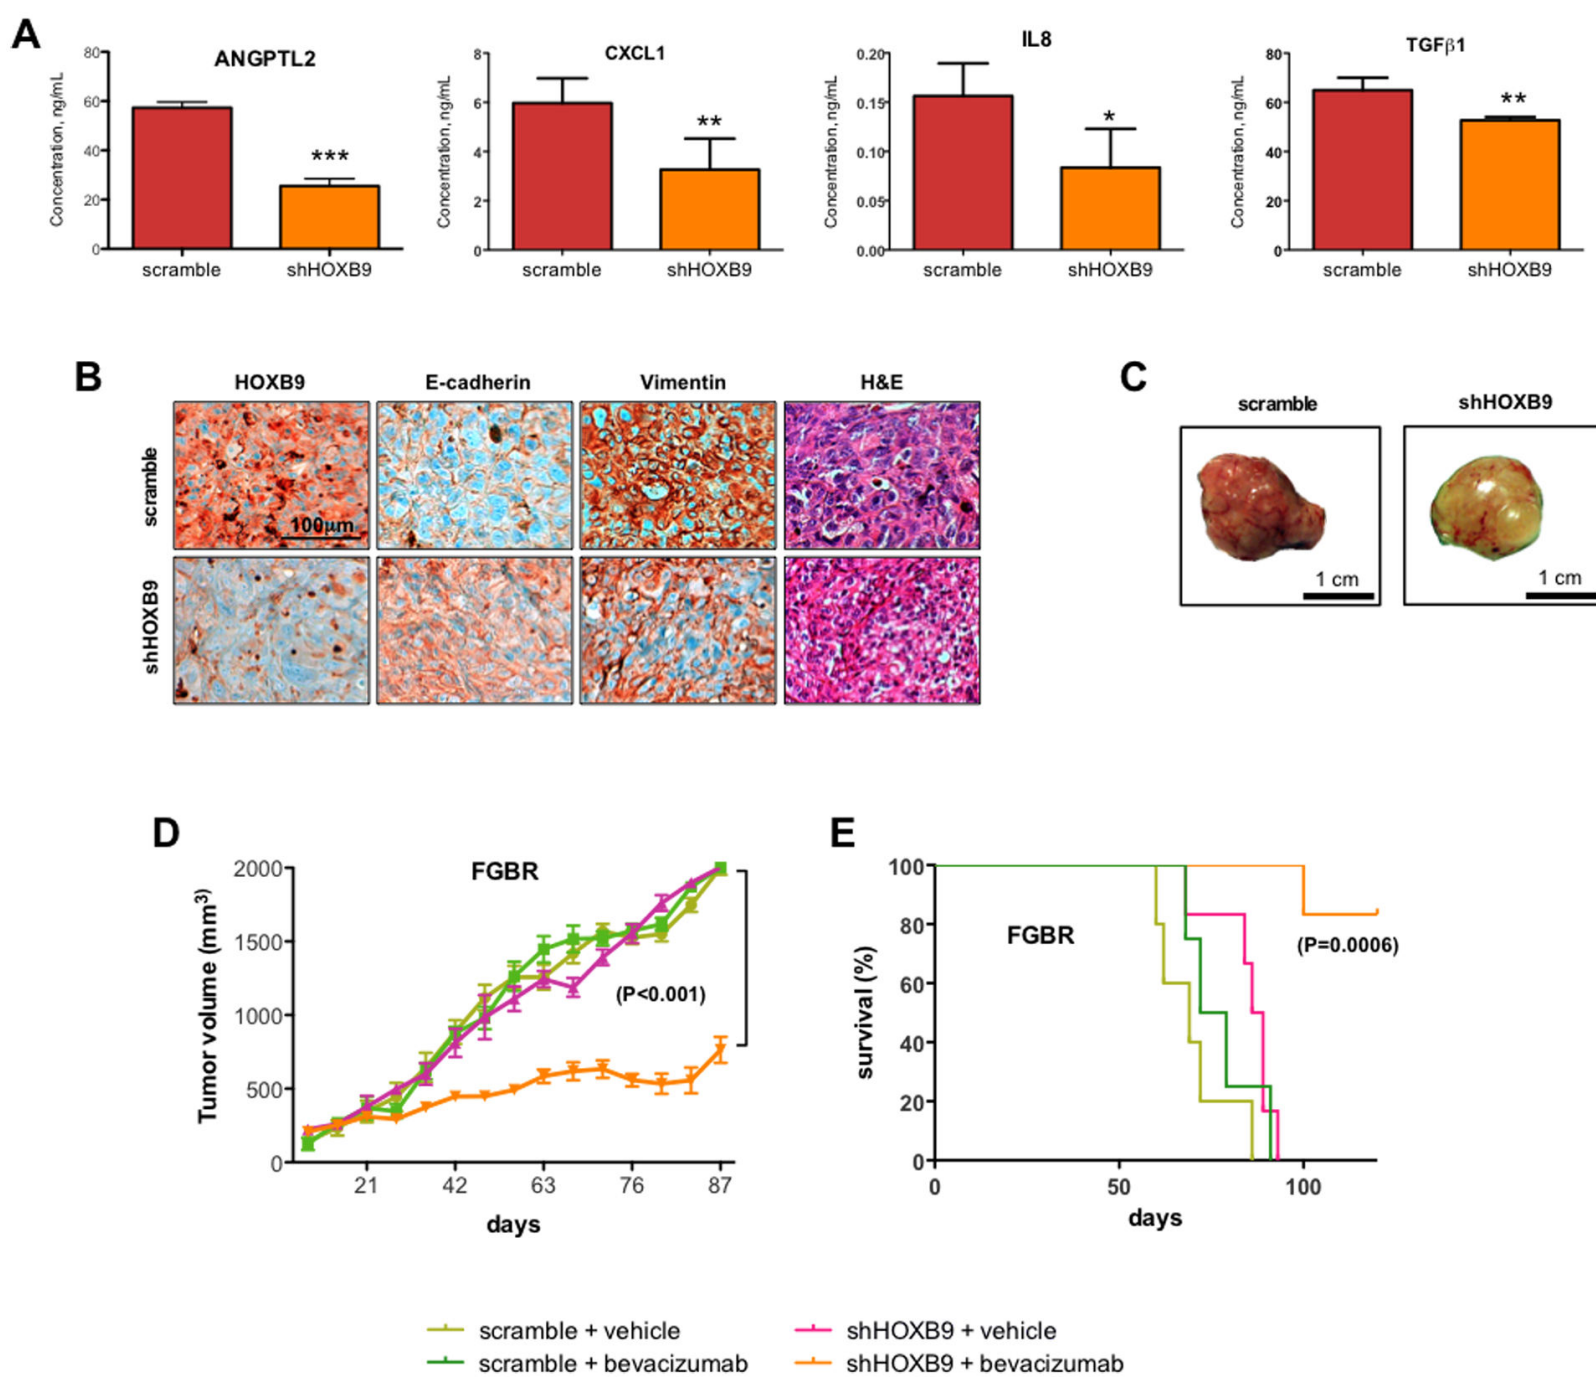 A
ANGPTL2
CXCL1
IL8
TGFβ1
Concentration, ng/mL
80
60
40
20
0
***
scramble
shHOXB9
Concentration, ng/mL
8
6
4
2
0
**
scramble
shHOXB9
Concentration, ng/mL
0.20
0.15
0.10
0.05
0.00
*
scramble
shHOXB9
Concentration, ng/mL
80
60
40
20
0
**
scramble
shHOXB9
B
HOXB9
E-cadherin
Vimentin
H&E
scramble
100µm
shHOXB9
C
scramble
shHOXB9
1 cm
1 cm
D
FGBR
Tumor volume (mm³)
2000
1500
1000
500
0
(P<0.001)
21
42
63
76
87
days
E
survival (%)
100
80
60
40
20
0
FGBR
(P=0.0006)
0
50
100
days
scramble + vehicle
shHOXB9 + vehicle
scramble + bevacizumab
shHOXB9 + bevacizumab